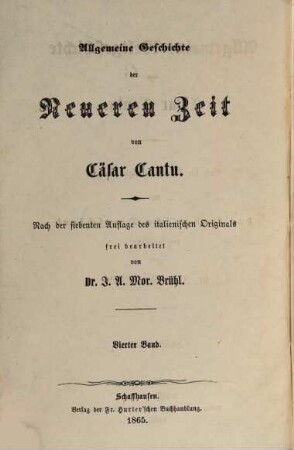 Allgemeine Geschichte
der
Neueren Zeit
von
Cäsar Cantu.
Nach der siebenten Auflage des italienischen Originals
frei bearbeitet
von
Dr. J. A. Mor. Brühl.
Vierter Band.
Schaffhausen.
Verlag der Fr. Hurter'schen Buchhandlung.
1865.